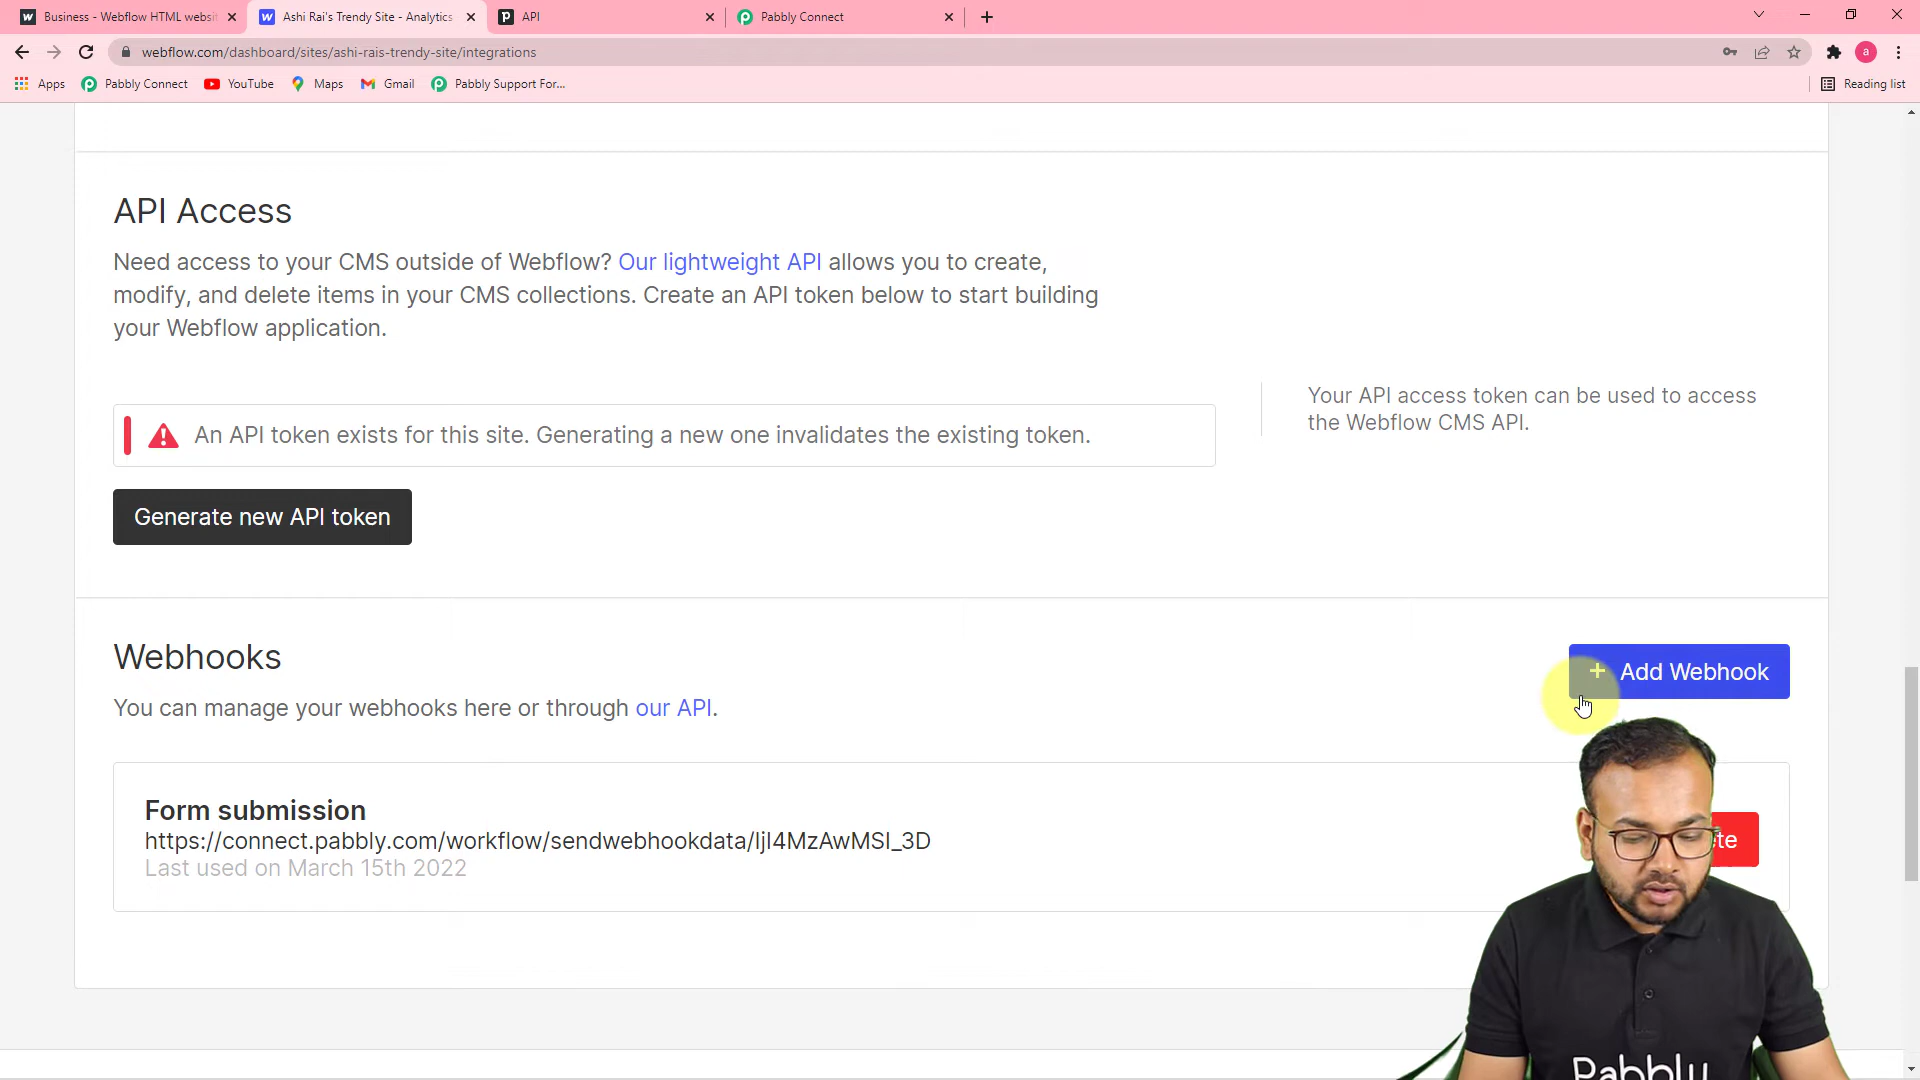 Business - Webflow HTML websi
Ashi Rai's Trendy Site - Analytics
API
Pabbly Connect
webflow.com/dashboard/sites/ashi-rais-trendy-site/integrations
a
Apps
Pabbly Connect
YouTube
Maps
Gmail
Pabbly Support For...
Reading list
API Access
Need access to your CMS outside of Webflow? Our lightweight API allows you to create,
modify, and delete items in your CMS collections. Create an API token below to start building
your Webflow application.
An API token exists for this site. Generating a new one invalidates the existing token.
Your API access token can be used to access
the Webflow CMS API.
Generate new API token
Webhooks
+ Add Webhook
You can manage your webhooks here or through our API.
Form submission
https://connect.pabbly.com/workflow/sendwebhookdata/IjI4MzAwMSI_3D
Last used on March 15th 2022
Pabbly